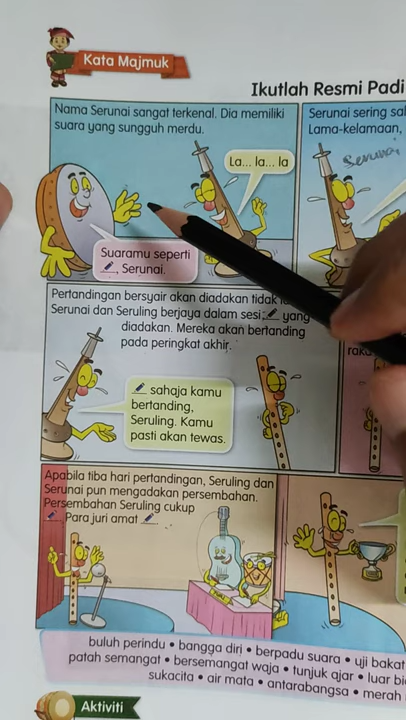 Kata Majmuk
Ikutlah Resmi Padi
Nama Serunai sangat terkenal. Dia memiliki
suara yang sungguh merdu.
La... la... la
Suaramu seperti
, Serunai.
Serunai sering
Lama-kelamaan,
Serunai
Pertandingan bersyair akan diadakan tidak
Serunai dan Seruling berjaya dalam sesi yang
diadakan. Mereka akan bertanding
pada peringkat akhir.
sahaja kamu
bertanding,
Seruling. Kamu
pasti akan tewas.
Apabila tiba hari pertandingan, Seruling dan
Serunai pun mengadakan persembahan.
Persembahan Seruling cukup
. Para juri amat .
buluh perindu • bangga diri • berpadu suara • uji bakat
patah semangat • bersemangat waja • tunjuk ajar • luar
sukacita • air mata • antarabangsa • merah
Aktiviti